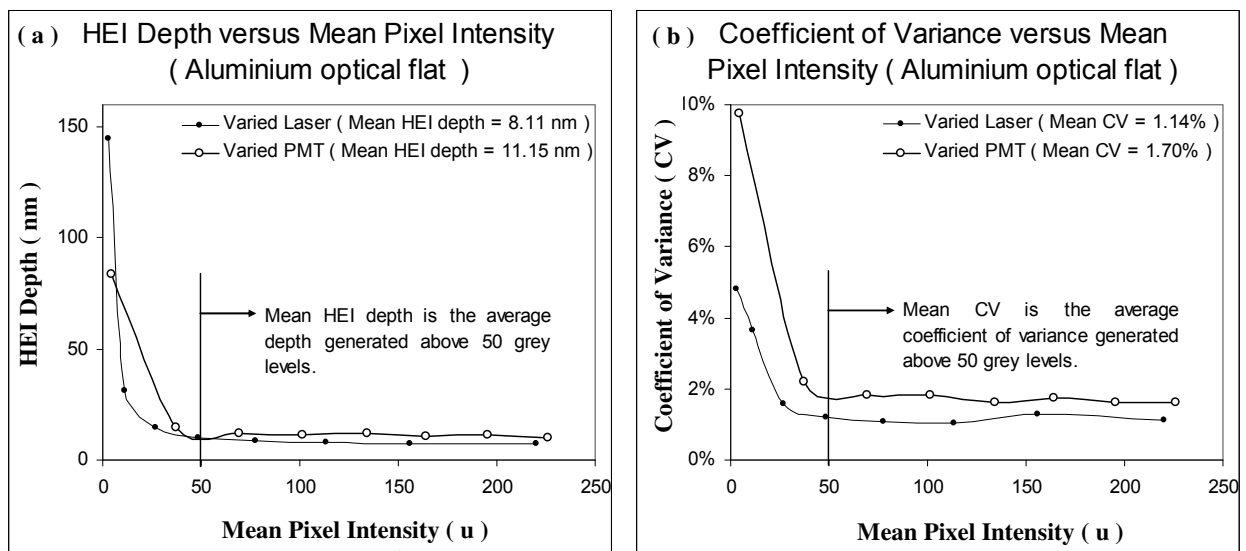 ( a ) HEI Depth versus Mean Pixel Intensity
( Aluminium optical flat )
Varied Laser ( Mean HEI depth = 8.11 nm )
Varied PMT ( Mean HEI depth = 11.15 nm )
HEI Depth ( nm )
150
100
50
0
Mean HEI depth is the average
depth generated above 50 grey
levels.
0 50 100 150 200 250
Mean Pixel Intensity ( u )
( b ) Coefficient of Variance versus Mean
Pixel Intensity ( Aluminium optical flat )
Varied Laser ( Mean CV = 1.14% )
Varied PMT ( Mean CV = 1.70% )
Coefficient of Variance ( CV )
10%
8%
6%
4%
2%
0%
Mean CV is the average
coefficient of variance generated
above 50 grey levels.
0 50 100 150 200 250
Mean Pixel Intensity ( u )